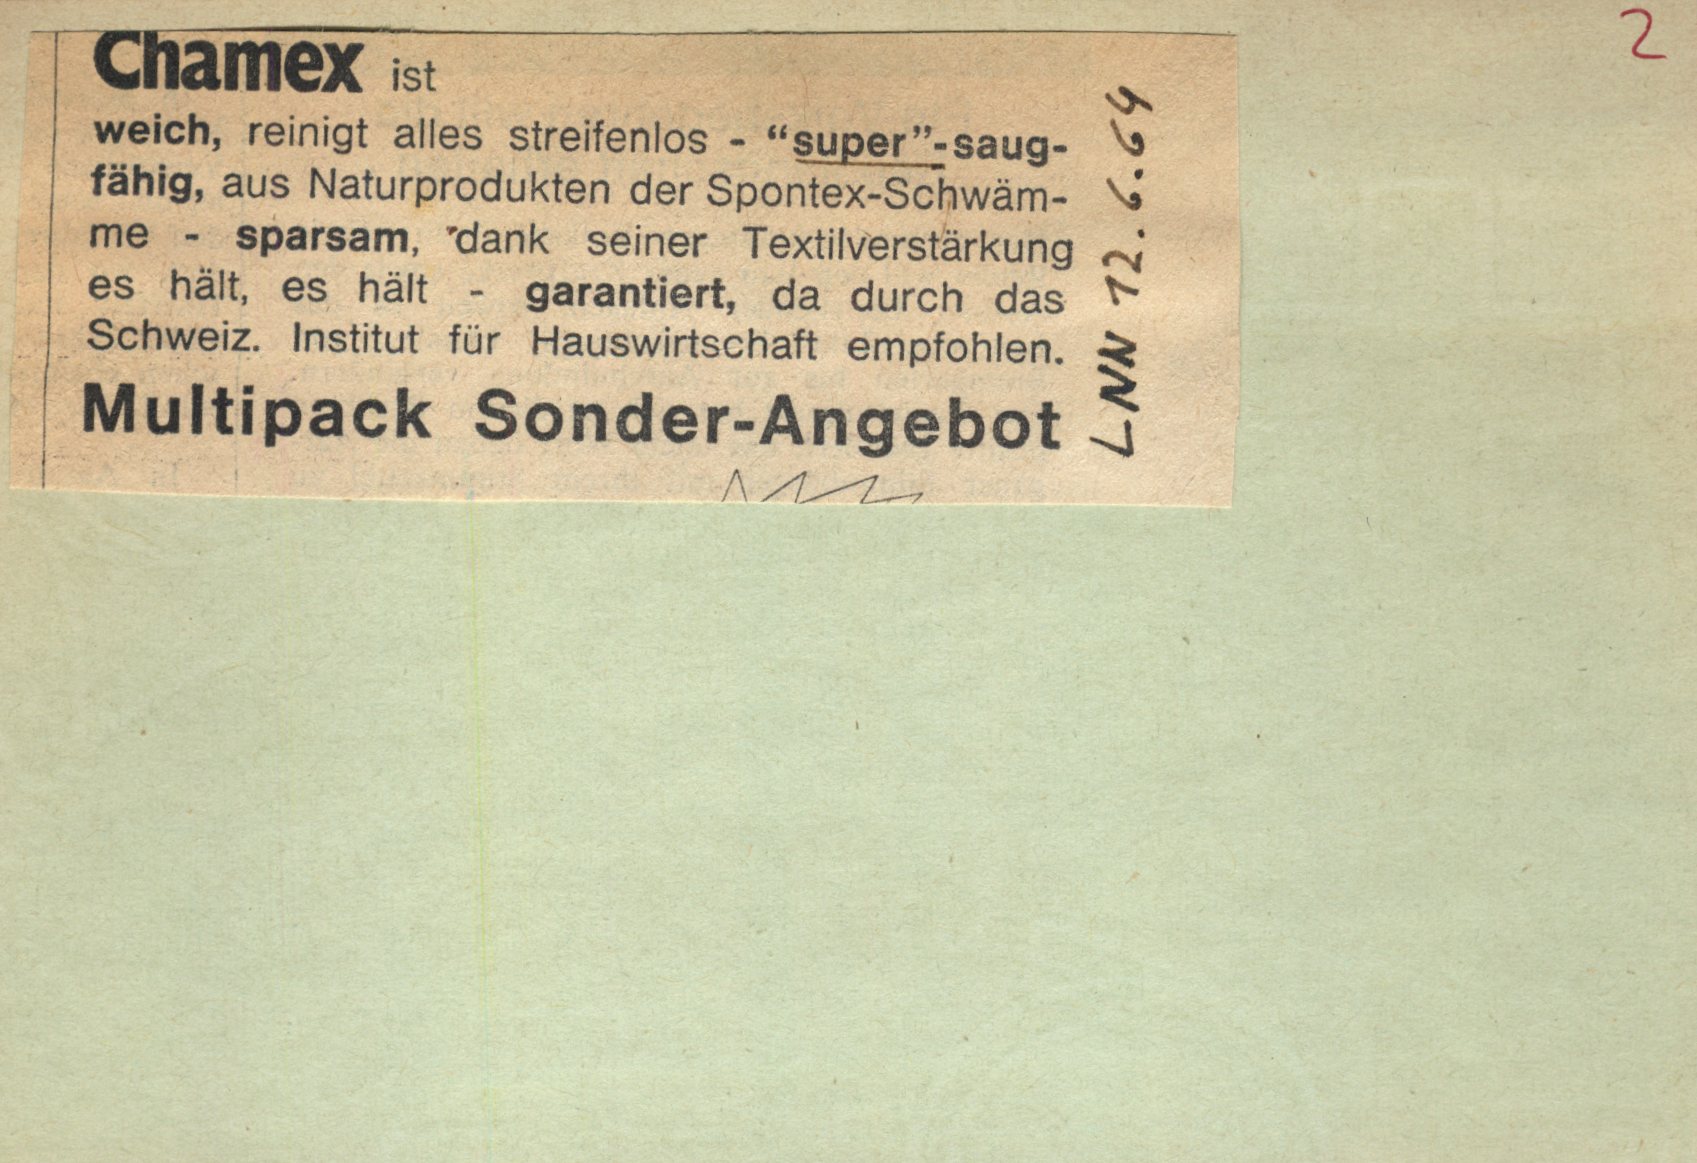 2
Chamex ist
weich, reinigt alles streifenlos - “super”-saug-
fähig, aus Naturprodukten der Spontex-Schwäm-
me - sparsam, dank seiner Textilverstärkung
es hält, es hält - garantiert, da durch das
Schweiz. Institut für Hauswirtschaft empfohlen.
Multipack Sonder-Angebot
LNN 12.6.64